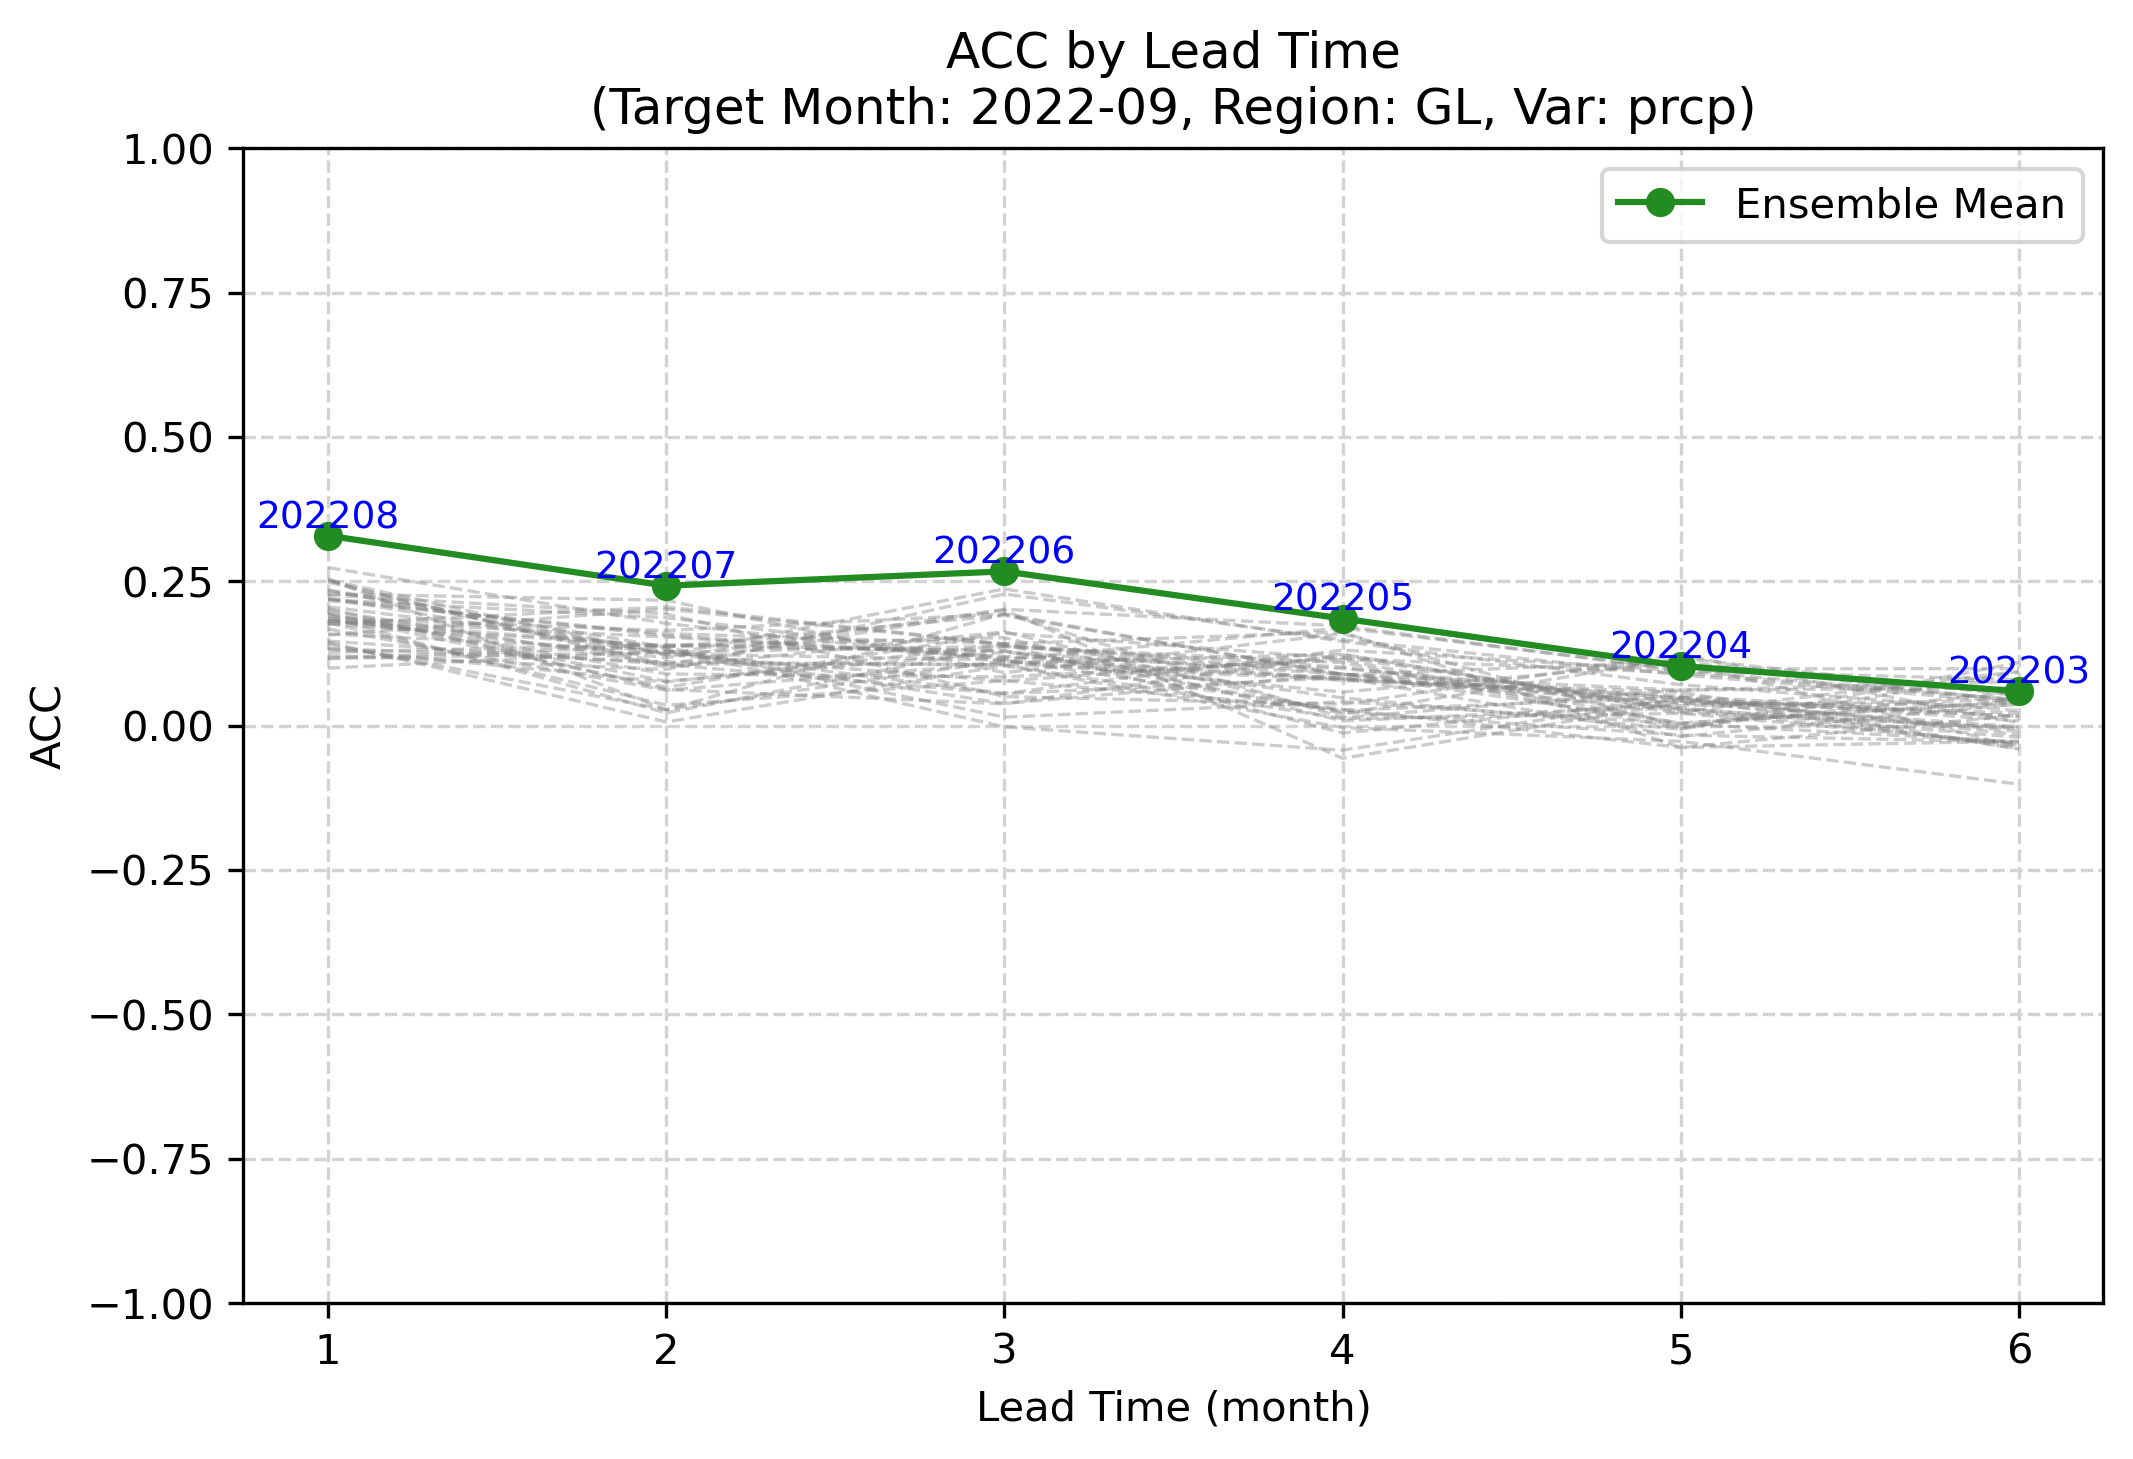 ACC by Lead Time
(Target Month: 2022-09, Region: GL, Var: prcp)
1.00
0.75
0.50
0.25
0.00
−0.25
−0.50
−0.75
−1.00
ACC
Ensemble Mean
202208
202207
202206
202205
202204
202203
1 2 3 4 5 6
Lead Time (month)